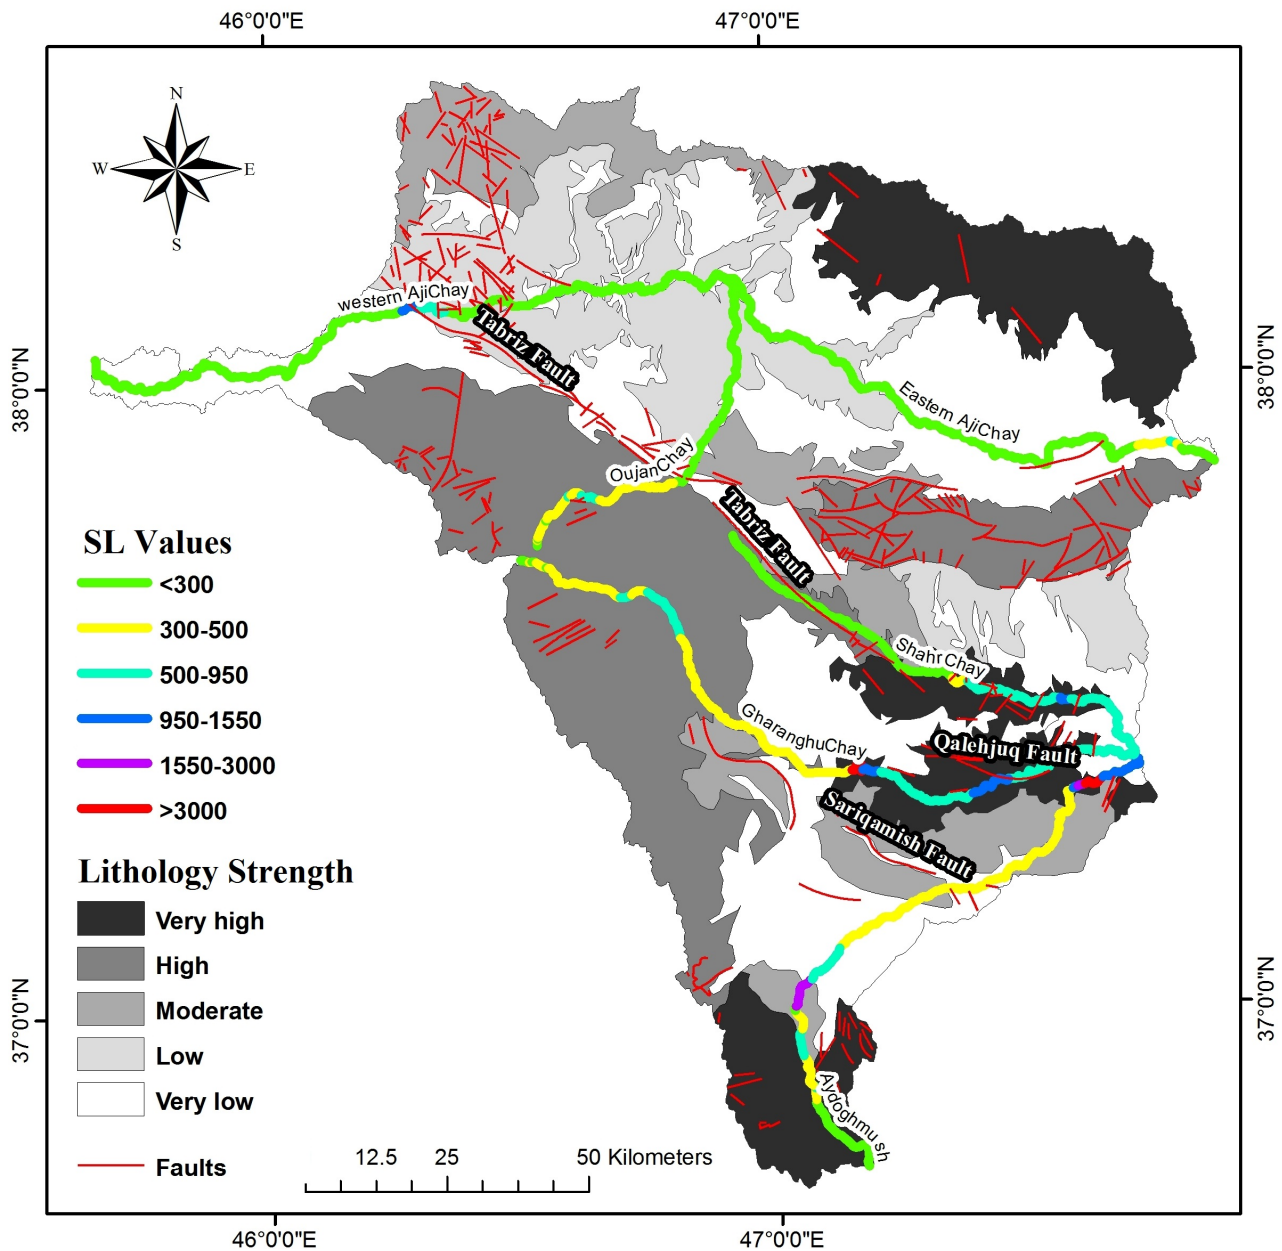 46°0'0"E
47°0'0"E
N
W
E
S
western AjiChay
Tabriz Fault
38°0'0"N
38°0'0"N
Eastern AjiChay
OujanChay
Tabriz Fault
SL Values
<300
300-500
500-950
950-1550
1550-3000
>3000
Shahr Chay
GharanghuChay
Qalehjuq Fault
Sariqamish Fault
Lithology Strength
Very high
High
Moderate
Low
Very low
Faults
37°0'0"N
37°0'0"N
Aydoghmush
12.5
25
50 Kilometers
46°0'0"E
47°0'0"E